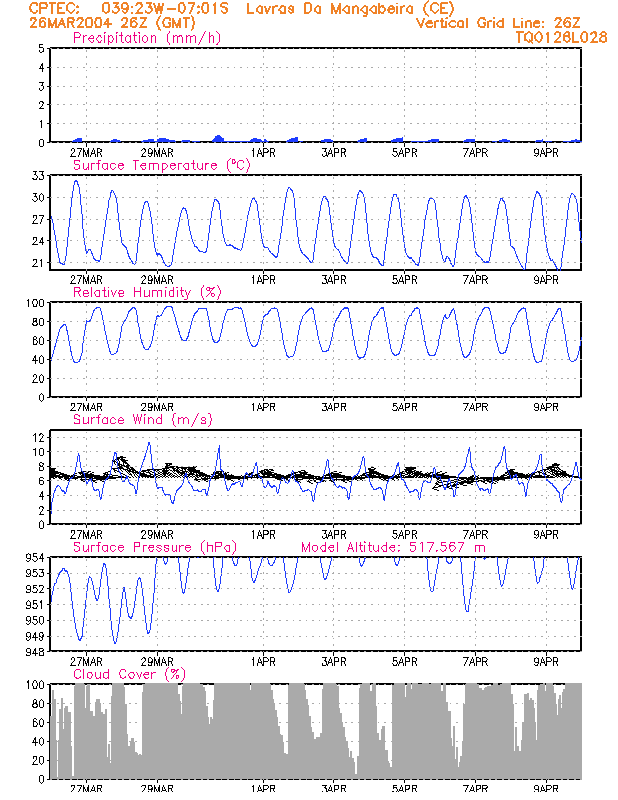 CPTEC: 039:23W-07:01S Lavras Da Mangabeira (CE)
26MAR2004 26Z (GMT) Vertical Grid Line: 26Z
Precipitation (mm/h) TQ0126L028
5
4
3
2
1
0
27MAR 29MAR 1APR 3APR 5APR 7APR 9APR
Surface Temperature (°C)
33
30
27
24
21
27MAR 29MAR 1APR 3APR 5APR 7APR 9APR
Relative Humidity (%)
100
80
60
40
20
0
27MAR 29MAR 1APR 3APR 5APR 7APR 9APR
Surface Wind (m/s)
12
10
8
6
4
2
0
27MAR 29MAR 1APR 3APR 5APR 7APR 9APR
Surface Pressure (hPa) Model Altitude: 517.567 m
954
953
952
951
950
949
948
27MAR 29MAR 1APR 3APR 5APR 7APR 9APR
Cloud Cover (%)
100
80
60
40
20
0
27MAR 29MAR 1APR 3APR 5APR 7APR 9APR